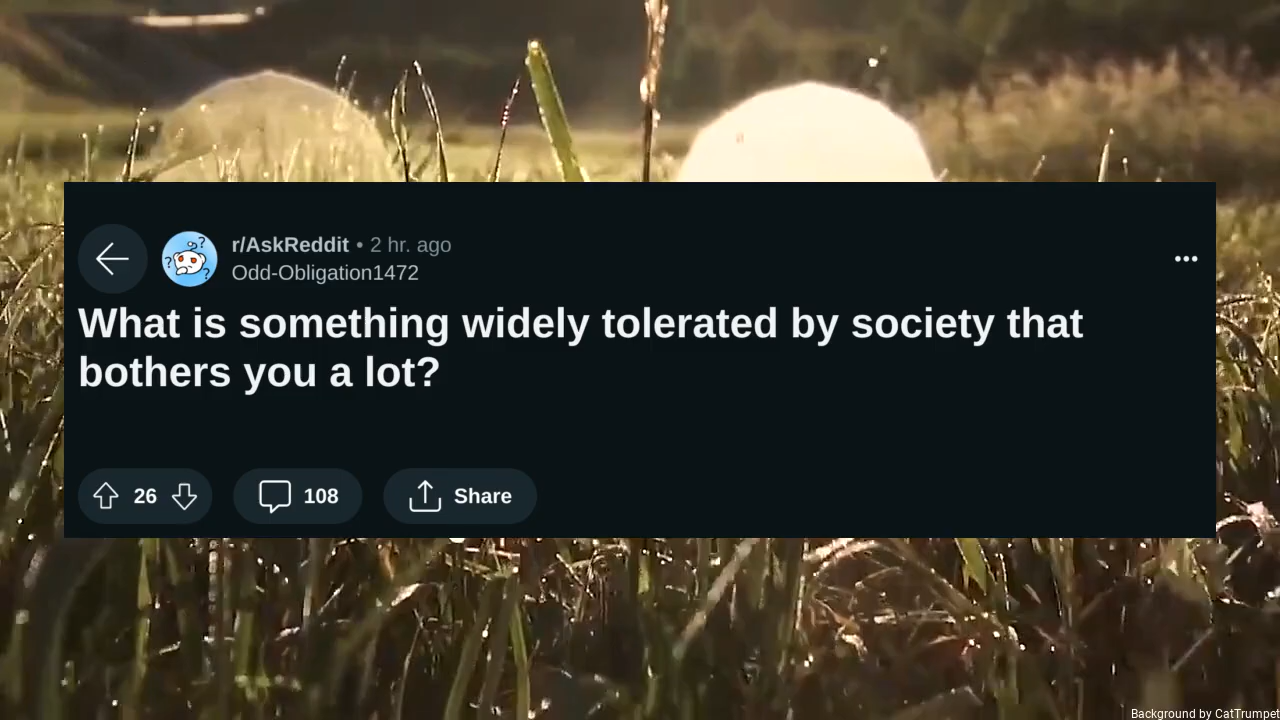 r/AskReddit • 2 hr. ago
Odd-Obligation1472
What is something widely tolerated by society that
bothers you a lot?
26
108
Share
Background by CatTrumpet